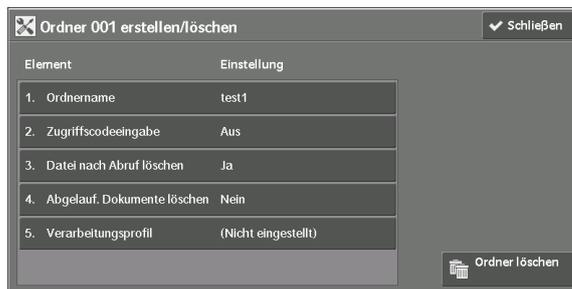 Ordner 001 erstellen/löschen
Schließen
Element Einstellung
1. Ordnername test1
2. Zugriffscodeeingabe Aus
3. Datei nach Abruf löschen Ja
4. Abgelauf. Dokumente löschen Nein
5. Verarbeitungsprofil (Nicht eingestellt)
Ordner löschen